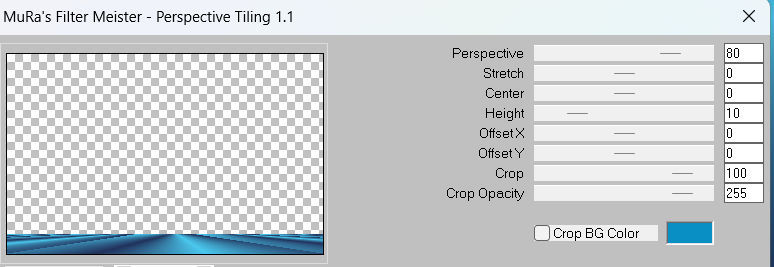 MuRa's Filter Meister - Perspective Tiling 1.1
Perspective 80
Stretch 0
Center 0
Height 10
Offset X 0
Offset Y 0
Crop 100
Crop Opacity 255
Crop BG Color